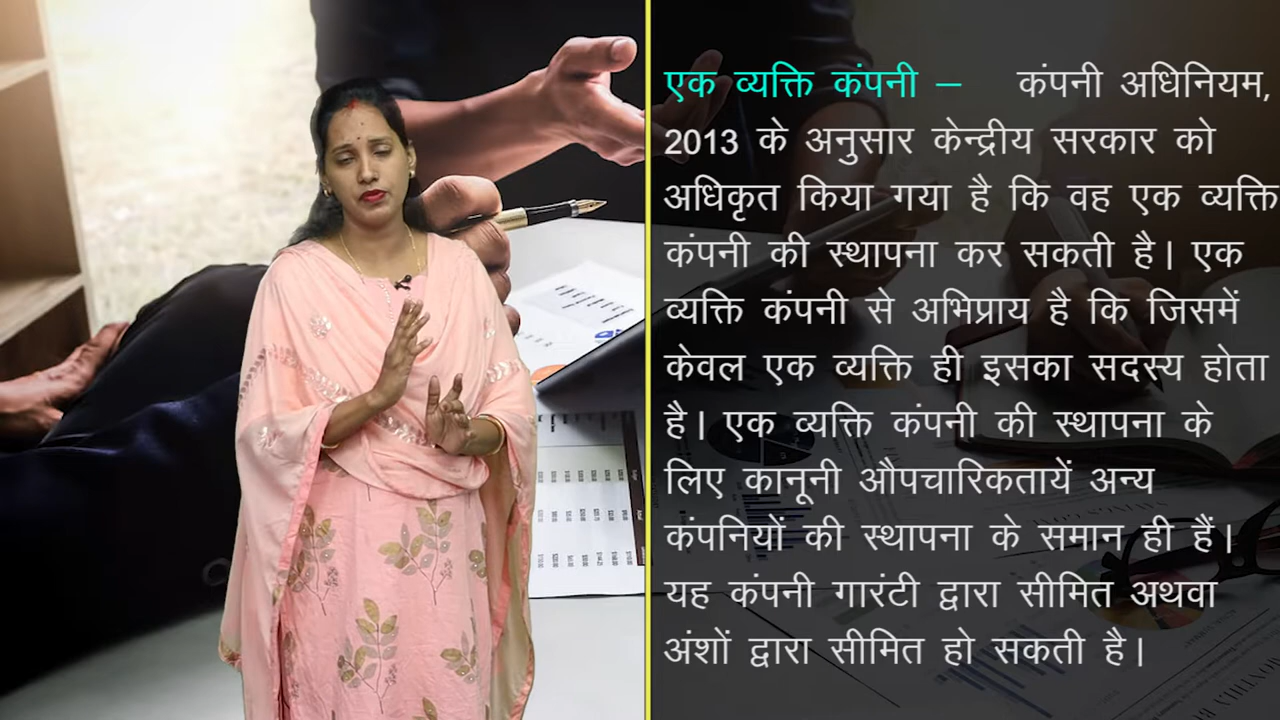 एक व्यक्ति कंपनी – कंपनी अधिनियम,
2013 के अनुसार केन्द्रीय सरकार को
अधिकृत किया गया है कि वह एक व्यक्ति
कंपनी की स्थापना कर सकती है। एक
व्यक्ति कंपनी से अभिप्राय है कि जिसमें
केवल एक व्यक्ति ही इसका सदस्य होता
है। एक व्यक्ति कंपनी की स्थापना के
लिए कानूनी औपचारिकतायें अन्य
कंपनियों की स्थापना के समान ही हैं।
यह कंपनी गारंटी द्वारा सीमित अथवा
अंशों द्वारा सीमित हो सकती है।